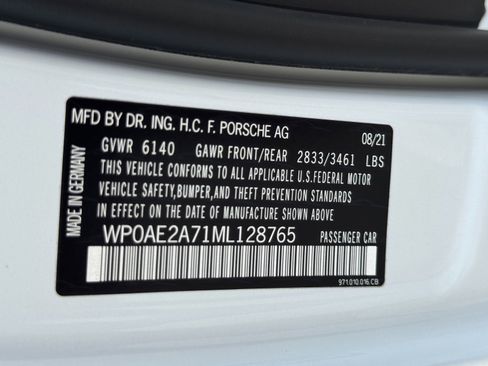 MFD BY DR. ING. H.C. F. PORSCHE AG 08/21
GVWR 6140 GAWR FRONT/REAR 2833/3461 LBS
THIS VEHICLE CONFORMS TO ALL APPLICABLE U.S.FEDERAL MOTOR
VEHICLE SAFETY,BUMPER,AND THEFT PREVENTION STANDARDS
IN EFFECT ON THE DATE OF MANUFACTURE SHOWN ABOVE
WP0AE2A71ML128765 PASSENGER CAR
971.010.016.CB
MADE IN GERMANY